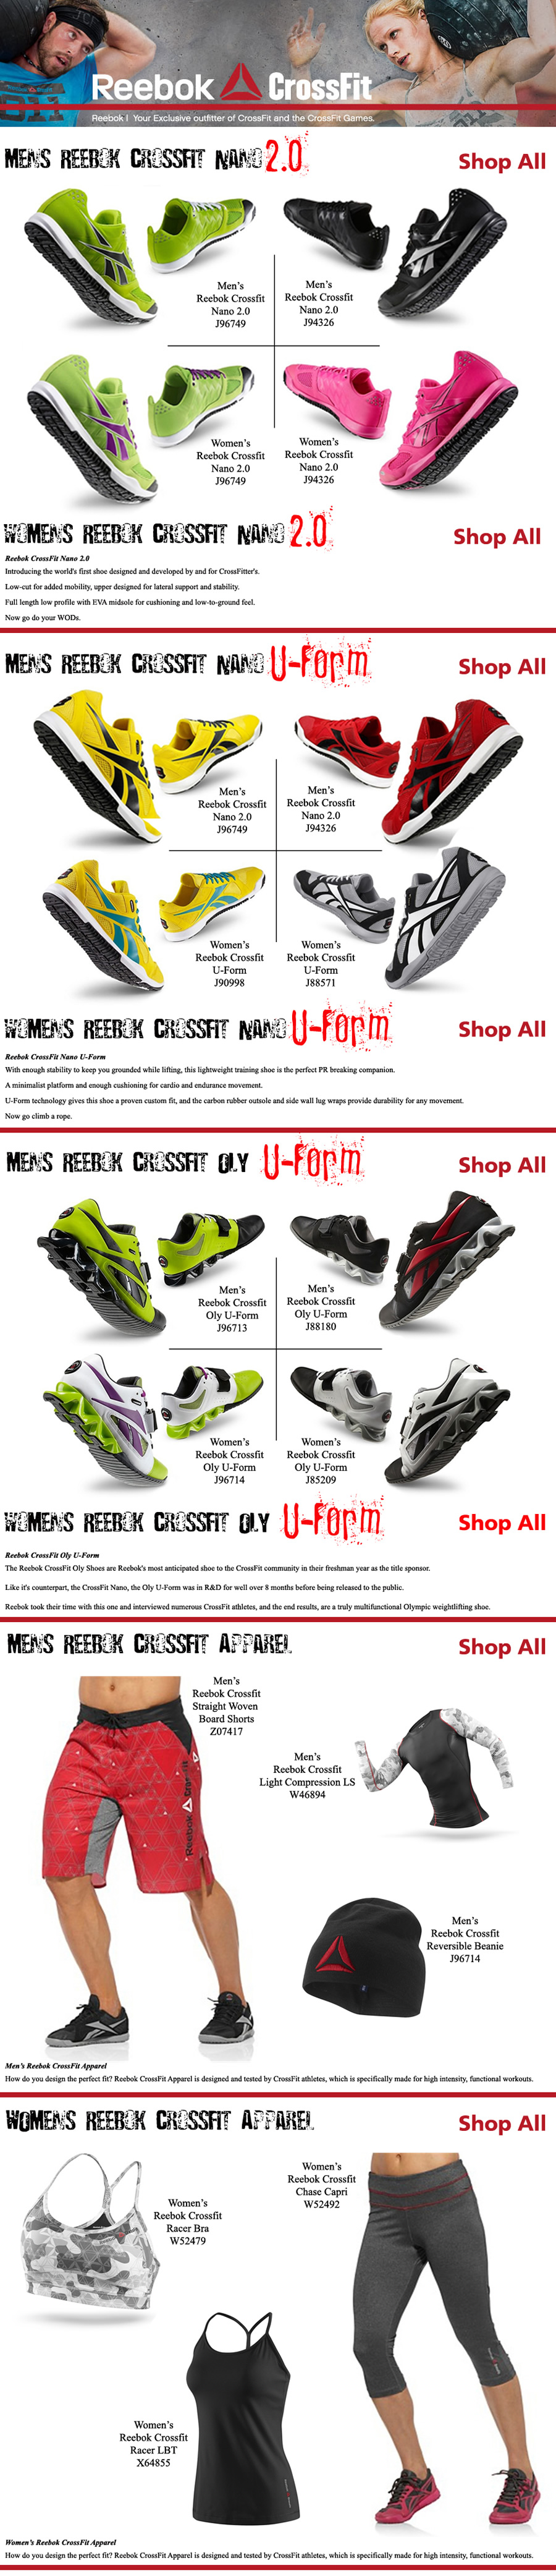 Reebok CrossFit
Reebok | Your Exclusive outfitter of CrossFit and the CrossFit Games.
MENS REEBOK CROSSFIT NANO 2.0
Shop All
Men's
Reebok Crossfit
Nano 2.0
J96749
Men's
Reebok Crossfit
Nano 2.0
J94326
Women's
Reebok Crossfit
Nano 2.0
J96749
Women's
Reebok Crossfit
Nano 2.0
J94326
WOMENS REEBOK CROSSFIT NANO 2.0
Shop All
Reebok CrossFit Nano 2.0
Introducing the world's first shoe designed and developed by and for CrossFitter's.
Low-cut for added mobility, upper designed for lateral support and stability.
Full length low profile with EVA midsole for cushioning and low-to-ground feel.
Now go do your WODs.
MENS REEBOK CROSSFIT NANO U-Form
Shop All
Men's
Reebok Crossfit
Nano 2.0
J96749
Men's
Reebok Crossfit
Nano 2.0
J94326
Women's
Reebok Crossfit
U-Form
J90998
Women's
Reebok Crossfit
U-Form
J88571
WOMENS REEBOK CROSSFIT NANO U-Form
Shop All
Reebok CrossFit Nano U-Form
With enough stability to keep you grounded while lifting, this lightweight training shoe is the perfect PR breaking companion.
A minimalist platform and enough cushioning for cardio and endurance movement.
U-Form technology gives this shoe a proven custom fit, and the carbon rubber outsole and side wall lug wraps provide durability for any movement.
Now go climb a rope.
MENS REEBOK CROSSFIT OLY U-Form
Shop All
Men's
Reebok Crossfit
Oly U-Form
J96713
Men's
Reebok Crossfit
Oly U-Form
J88180
Women's
Reebok Crossfit
Oly U-Form
J96714
Women's
Reebok Crossfit
Oly U-Form
J85209
WOMENS REEBOK CROSSFIT OLY U-Form
Shop All
Reebok CrossFit Oly U-Form
The Reebok CrossFit Oly Shoes are Reebok's most anticipated shoe to the CrossFit community in their freshman year as the title sponsor.
Like it's counterpart, the CrossFit Nano, the Oly U-Form was in R&D for well over 8 months before being released to the public.
Reebok took their time with this one and interviewed numerous CrossFit athletes, and the end results, are a truly multifunctional Olympic weightlifting shoe.
MENS REEBOK CROSSFIT APPAREL
Shop All
Men's
Reebok Crossfit
Straight Woven
Board Shorts
Z07417
Men's
Reebok Crossfit
Light Compression LS
W46894
Reebok CrossFit
Men's
Reebok Crossfit
Reversible Beanie
J96714
Men's Reebok CrossFit Apparel
How do you design the perfect fit? Reebok CrossFit Apparel is designed and tested by CrossFit athletes, which is specifically made for high intensity, functional workouts.
WOMENS REEBOK CROSSFIT APPAREL
Shop All
Women's
Reebok Crossfit
Chase Capri
W52492
Women's
Reebok Crossfit
Racer Bra
W52479
Women's
Reebok Crossfit
Racer LBT
X64855
Women's Reebok CrossFit Apparel
How do you design the perfect fit? Reebok CrossFit Apparel is designed and tested by CrossFit athletes, which is specifically made for high intensity, functional workouts.